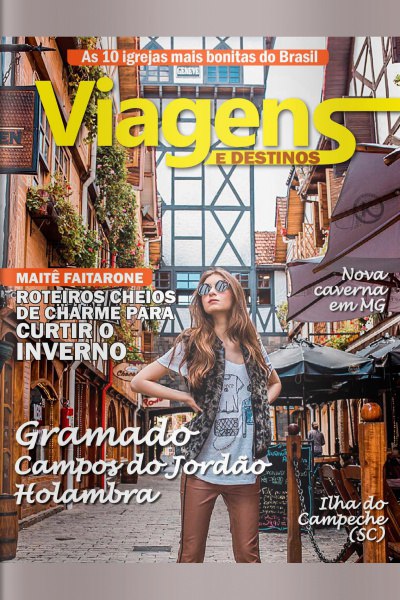 As 10 igrejas mais bonitas do Brasil
GENÈVE
Viagens
E DESTINOS
MAITÊ FAITARONE
ROTEIROS CHEIOS
DE CHARME PARA
CURTIR O
INVERNO
Nova
caverna
em MG
Gramado
Campos do Jordão
Holambra
Ilha do
Campeche
(SC)